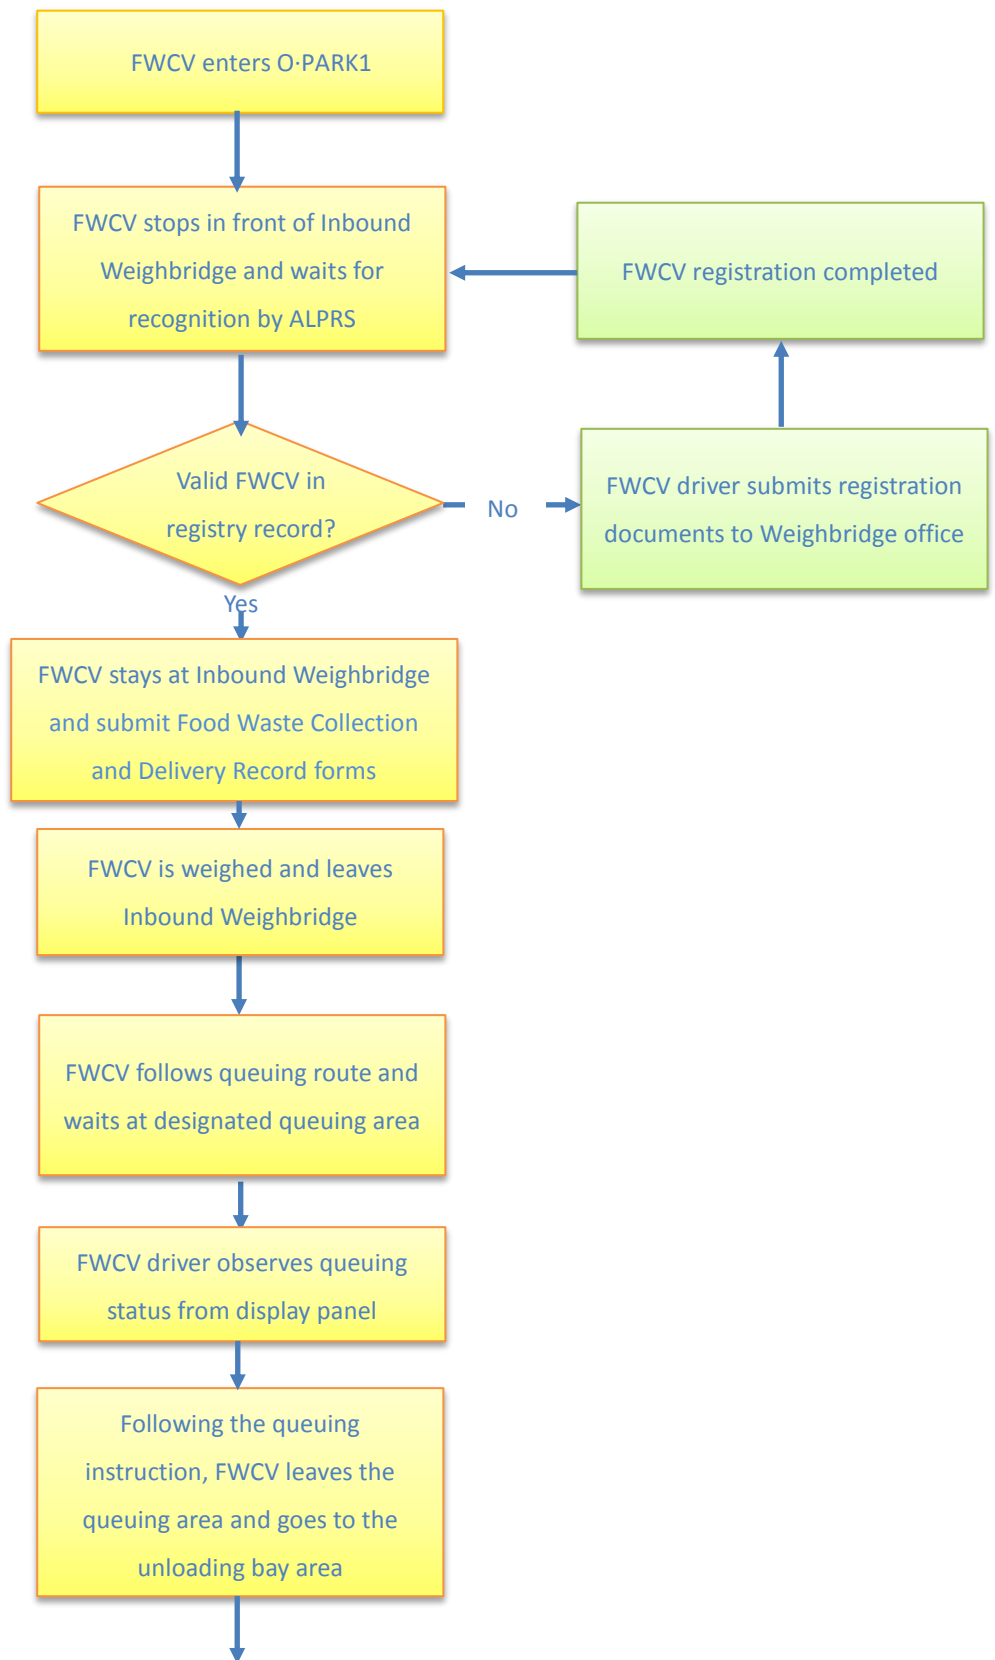 FWCV enters O·PARK1
FWCV stops in front of Inbound
Weighbridge and waits for
recognition by ALPRS
FWCV registration completed
Valid FWCV in
registry record?
No
FWCV driver submits registration
documents to Weighbridge office
Yes
FWCV stays at Inbound Weighbridge
and submit Food Waste Collection
and Delivery Record forms
FWCV is weighed and leaves
Inbound Weighbridge
FWCV follows queuing route and
waits at designated queuing area
FWCV driver observes queuing
status from display panel
Following the queuing
instruction, FWCV leaves the
queuing area and goes to the
unloading bay area